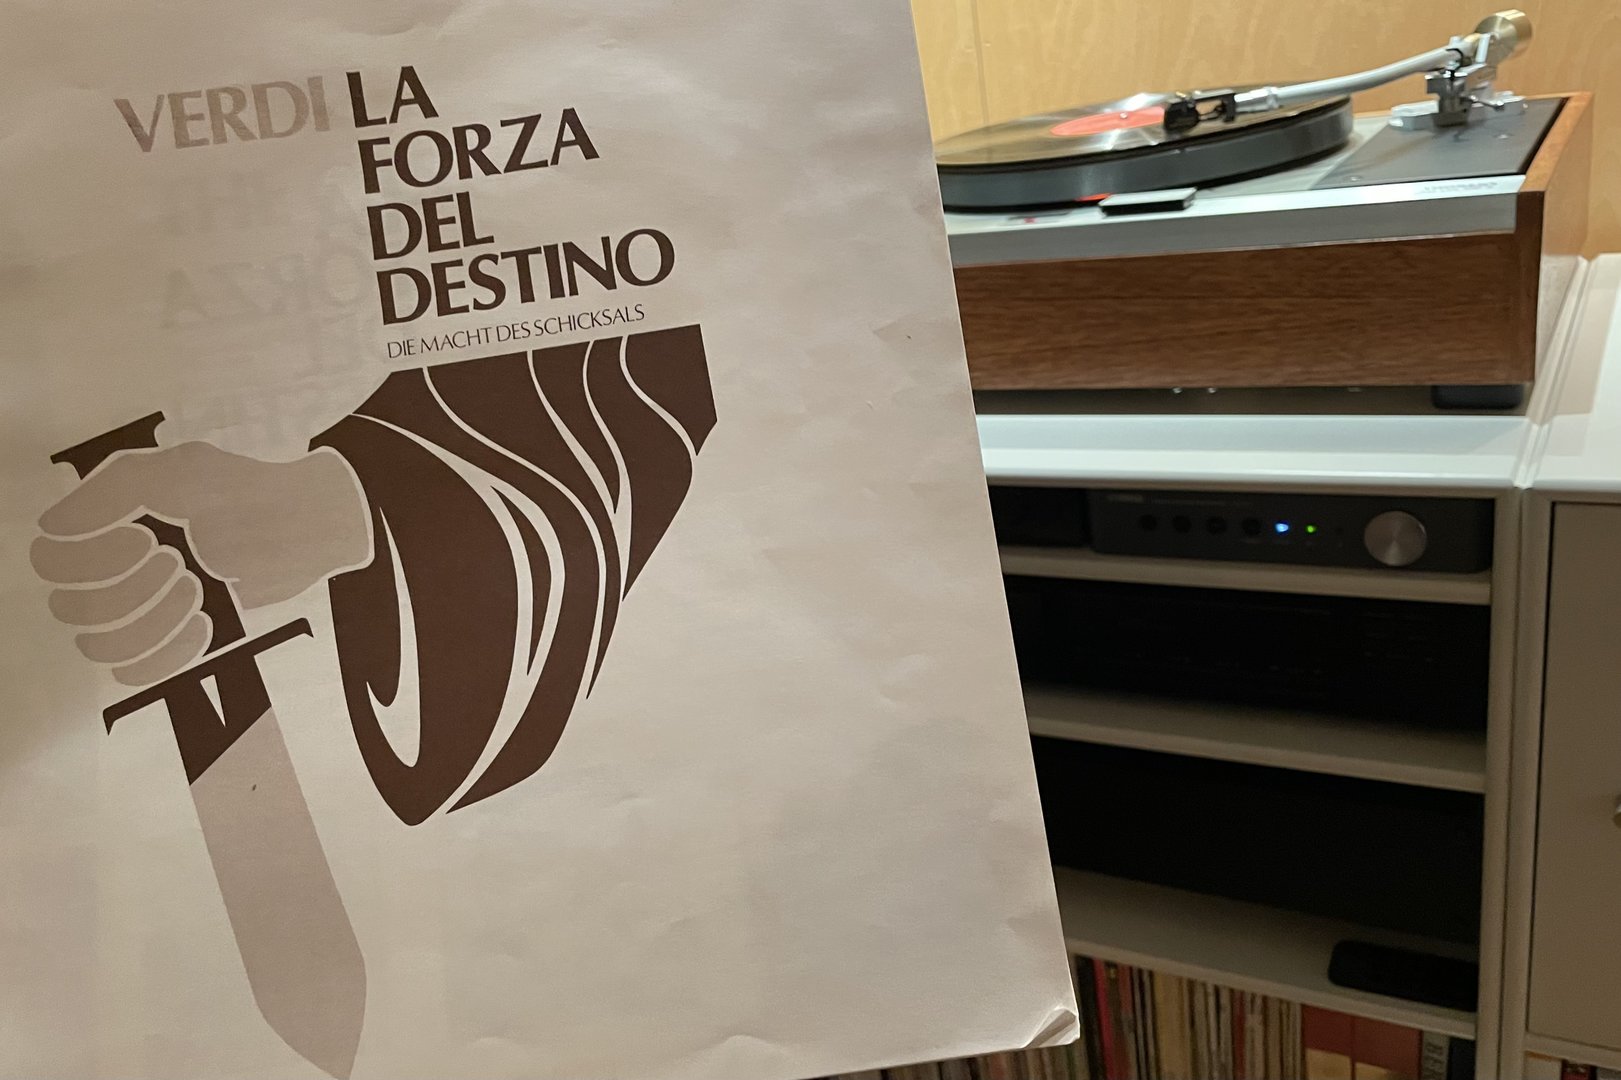 VERDI LA
FORZA
DEL
DESTINO
DIE MACHT DES SCHICKSALS